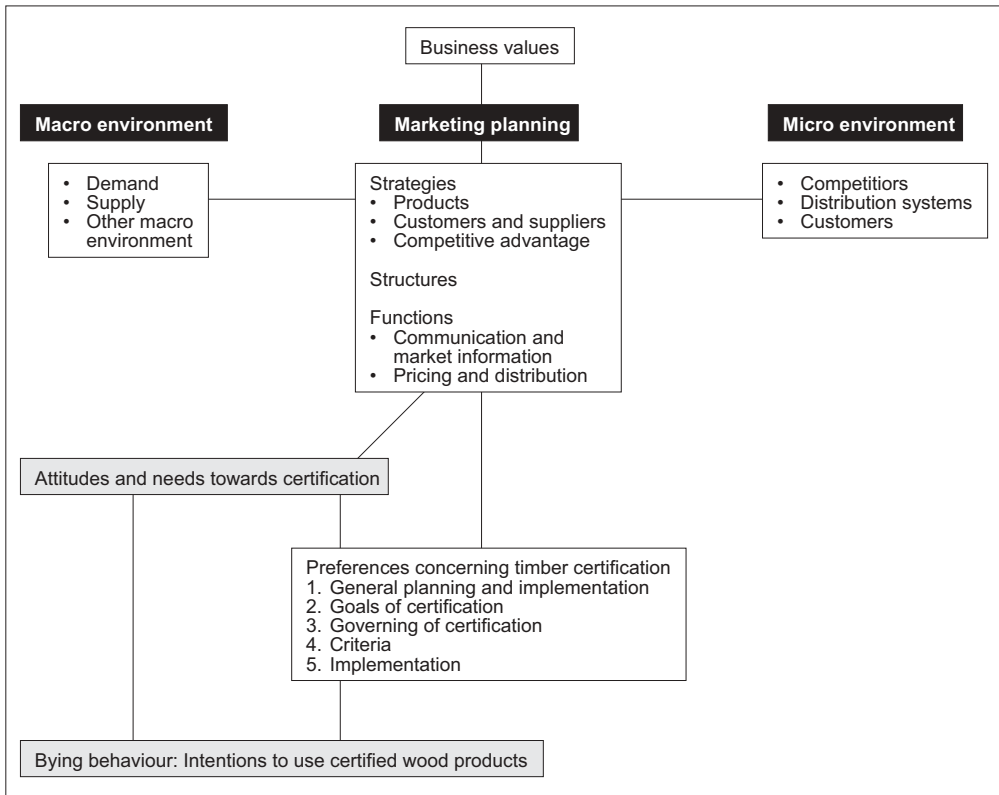 Business values
Macro environment
Marketing planning
Micro environment
• Demand
• Supply
• Other macro
environment
Strategies
• Products
• Customers and suppliers
• Competitive advantage
Structures
Functions
• Communication and
market information
• Pricing and distribution
• Competitiors
• Distribution systems
• Customers
Attitudes and needs towards certification
Preferences concerning timber certification
1. General planning and implementation
2. Goals of certification
3. Governing of certification
4. Criteria
5. Implementation
Bying behaviour: Intentions to use certified wood products